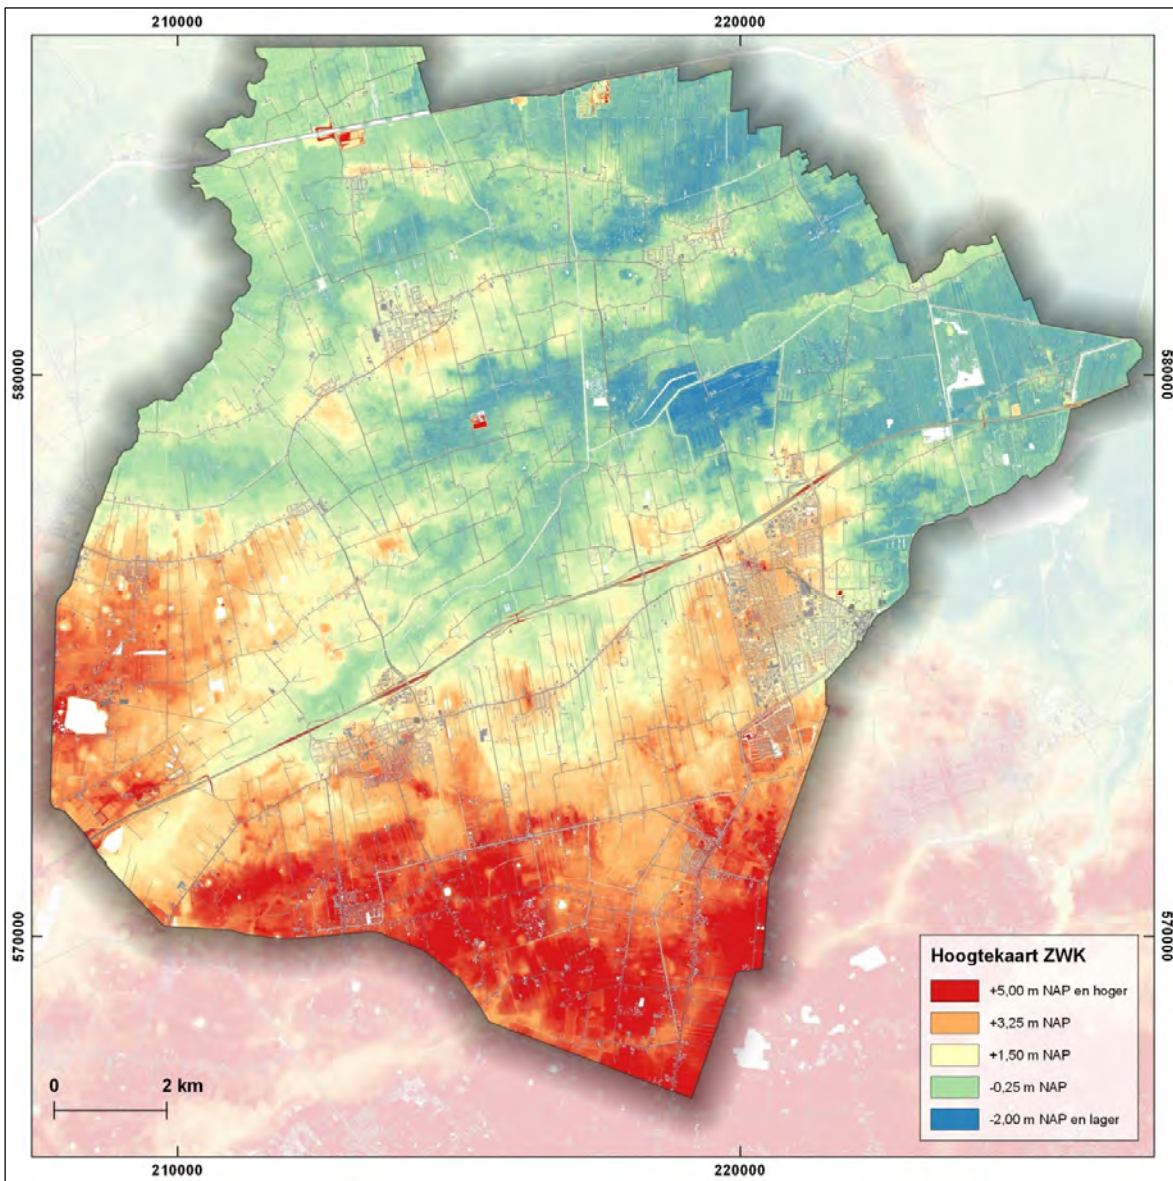 210000
220000
580000
580000
570000
570000
Hoogtekaart ZWK
+5,00 m NAP en hoger
+3,25 m NAP
+1,50 m NAP
-0,25 m NAP
-2,00 m NAP en lager
0
2 km
210000
220000